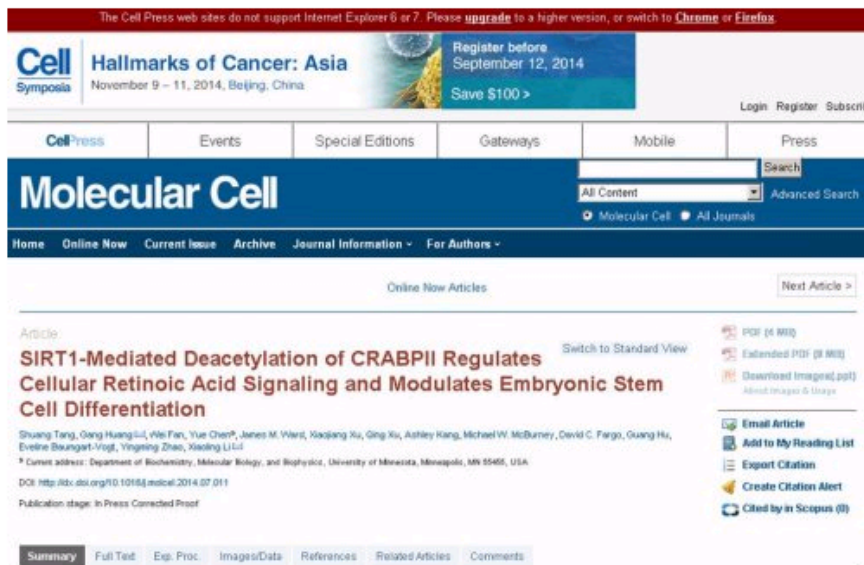 The Cell Press web sites do not support Internet Explorer 6 or 7. Please upgrade to a higher version, or switch to Chrome or Firefox.
Cell
Symposia
Hallmarks of Cancer: Asia
November 9 – 11, 2014, Beijing, China
Register before
September 12, 2014
Save $100 >
Login Register Subscri
CellPress Events Special Editions Gateways Mobile Press
Molecular Cell
Search
All Content Advanced Search
Molecular Cell All Journals
Home Online Now Current Issue Archive Journal Information For Authors
Online Now Articles
Next Article >
Article
Switch to Standard View
SIRT1-Mediated Deacetylation of CRABPII Regulates
Cellular Retinoic Acid Signaling and Modulates Embryonic Stem
Cell Differentiation
Shuang Tang, Gang Huang, Wei Fan, Yue Chen, James M. Ward, Xiaojiang Xu, Qing Xu, Ashley Kang, Michael W. McBurney, David C. Fargo, Guang Hu,
Eveline Baumgart-Vogt, Yingming Zhao, Xiaoling Li
Current address: Department of Biochemistry, Molecular Biology, and Biophysics, University of Minnesota, Minneapolis, MN 55455, USA
DOI: http://dx.doi.org/10.1016/j.molcel.2014.07.011
Publication stage: In Press Corrected Proof
PDF (4 MB)
Extended PDF (8 MB)
Download Images(.ppt)
About Images & Usage
Email Article
Add to My Reading List
Export Citation
Create Citation Alert
Cited by in Scopus (0)
Summary Full Text Exp. Proc. Images/Data References Related Articles Comments